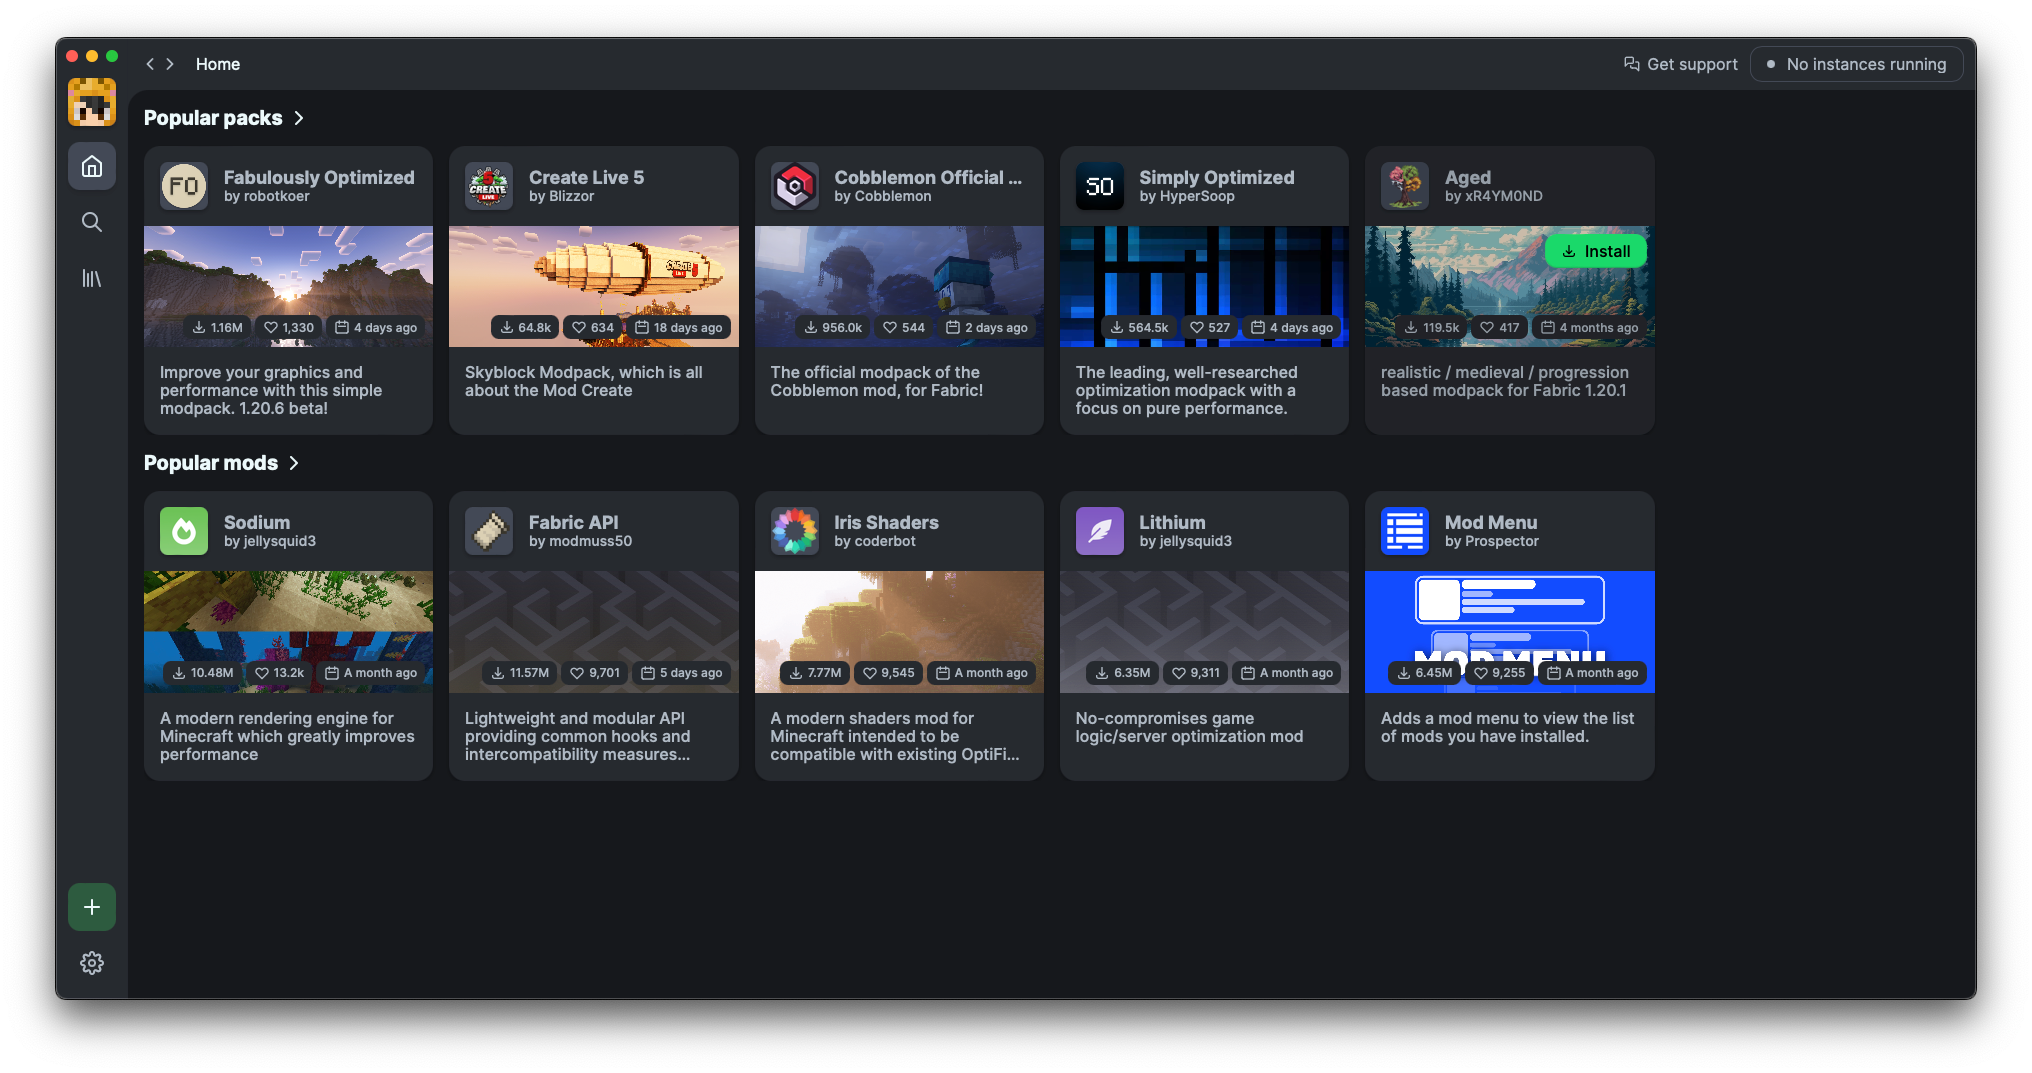 Home
Get support
No instances running
Popular packs
FO
Fabulously Optimized
by robotkoer
1.16M
1,330
4 days ago
Improve your graphics and
performance with this simple
modpack. 1.20.6 beta!
5
CREATE
LIVE
Create Live 5
by Blizzor
CREATE
64.8k
634
18 days ago
Skyblock Modpack, which is all
about the Mod Create
Cobblemon Official ...
by Cobblemon
956.0k
544
2 days ago
The official modpack of the
Cobblemon mod, for Fabric!
SO
Simply Optimized
by HyperSoop
564.5k
527
4 days ago
The leading, well-researched
optimization modpack with a
focus on pure performance.
Aged
by xR4YM0ND
Install
119.5k
417
4 months ago
realistic / medieval / progression
based modpack for Fabric 1.20.1
Popular mods
Sodium
by jellysquid3
10.48M
13.2k
A month ago
A modern rendering engine for
Minecraft which greatly improves
performance
Fabric API
by modmuss50
11.57M
9,701
5 days ago
Lightweight and modular API
providing common hooks and
intercompatibility measures...
Iris Shaders
by coderbot
7.77M
9,545
A month ago
A modern shaders mod for
Minecraft intended to be
compatible with existing OptiFi...
Lithium
by jellysquid3
6.35M
9,311
A month ago
No-compromises game
logic/server optimization mod
Mod Menu
by Prospector
MOD MENU
6.45M
9,255
A month ago
Adds a mod menu to view the list
of mods you have installed.